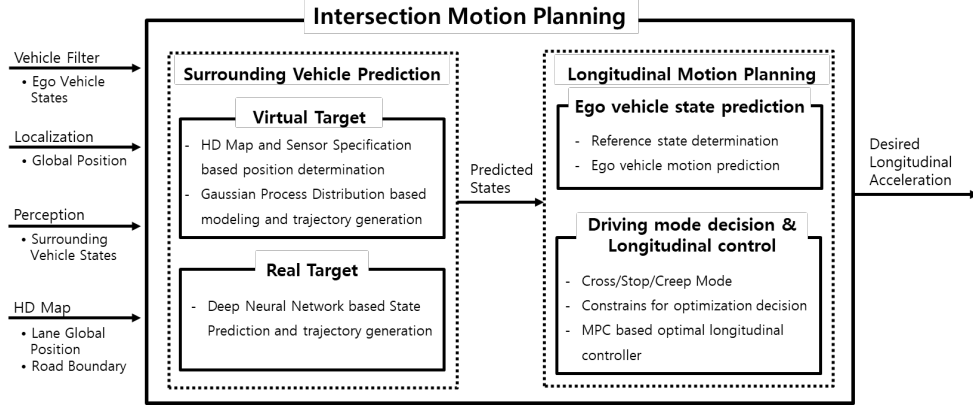 Intersection Motion Planning
Vehicle Filter
• Ego Vehicle
States
Localization
• Global Position
Perception
• Surrounding
Vehicle States
HD Map
• Lane Global
Position
• Road Boundary
Surrounding Vehicle Prediction
Virtual Target
- HD Map and Sensor Specification
based position determination
- Gaussian Process Distribution based
modeling and trajectory generation
Real Target
- Deep Neural Network based State
Prediction and trajectory generation
Predicted
States
Longitudinal Motion Planning
Ego vehicle state prediction
- Reference state determination
- Ego vehicle motion prediction
Driving mode decision &
Longitudinal control
- Cross/Stop/Creep Mode
- Constrains for optimization decision
- MPC based optimal longitudinal
controller
Desired
Longitudinal
Acceleration